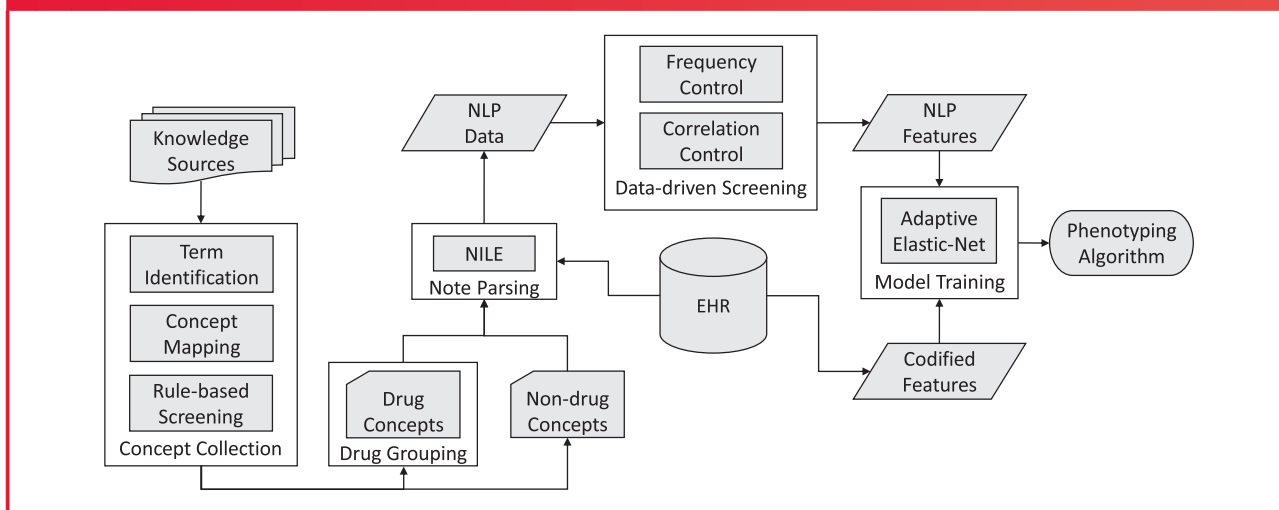 Knowledge
Sources
Term
Identification
Concept
Mapping
Rule-based
Screening
Concept Collection
Drug
Concepts
Drug Grouping
Non-drug
Concepts
NILE
Note Parsing
NLP
Data
Frequency
Control
Correlation
Control
Data-driven Screening
EHR
NLP
Features
Adaptive
Elastic-Net
Model Training
Codified
Features
Phenotyping
Algorithm